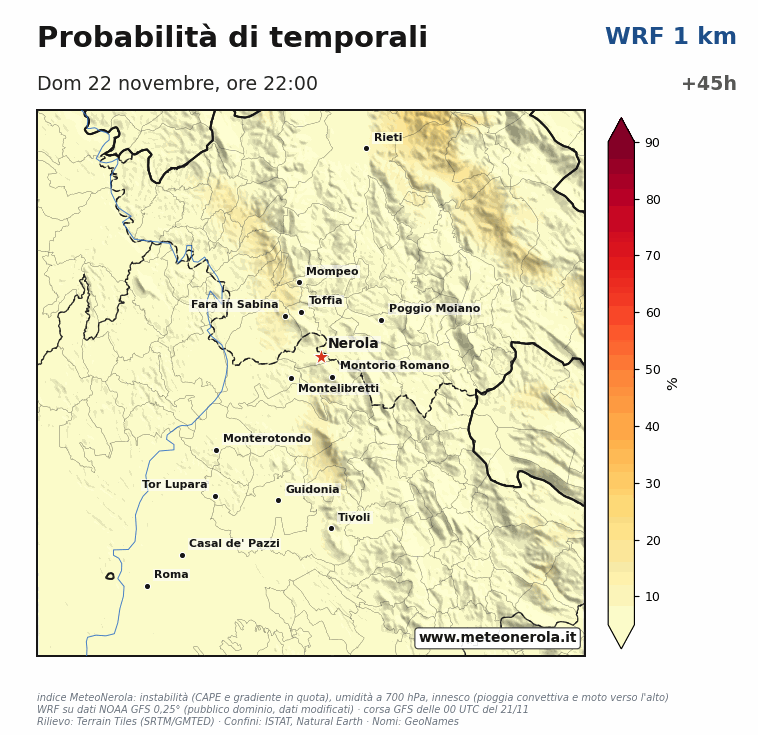 Probabilità di temporali
WRF 1 km
Dom 22 novembre, ore 22:00
+45h
Rieti
Mompeo
Fara in Sabina
Toffia
Poggio Moiano
Nerola
Montorio Romano
Montelibretti
Monterotondo
Tor Lupara
Guidonia
Tivoli
Casal de' Pazzi
Roma
www.meteonerola.it
90
80
70
60
50
40
30
20
10
%
indice MeteoNerola: instabilità (CAPE e gradiente in quota), umidità a 700 hPa, innesco (pioggia convettiva e moto verso l'alto)
WRF su dati NOAA GFS 0,25° (pubblico dominio, dati modificati) · corsa GFS delle 00 UTC del 21/11
Rilievo: Terrain Tiles (SRTM/GMTED) · Confini: ISTAT, Natural Earth · Nomi: GeoNames